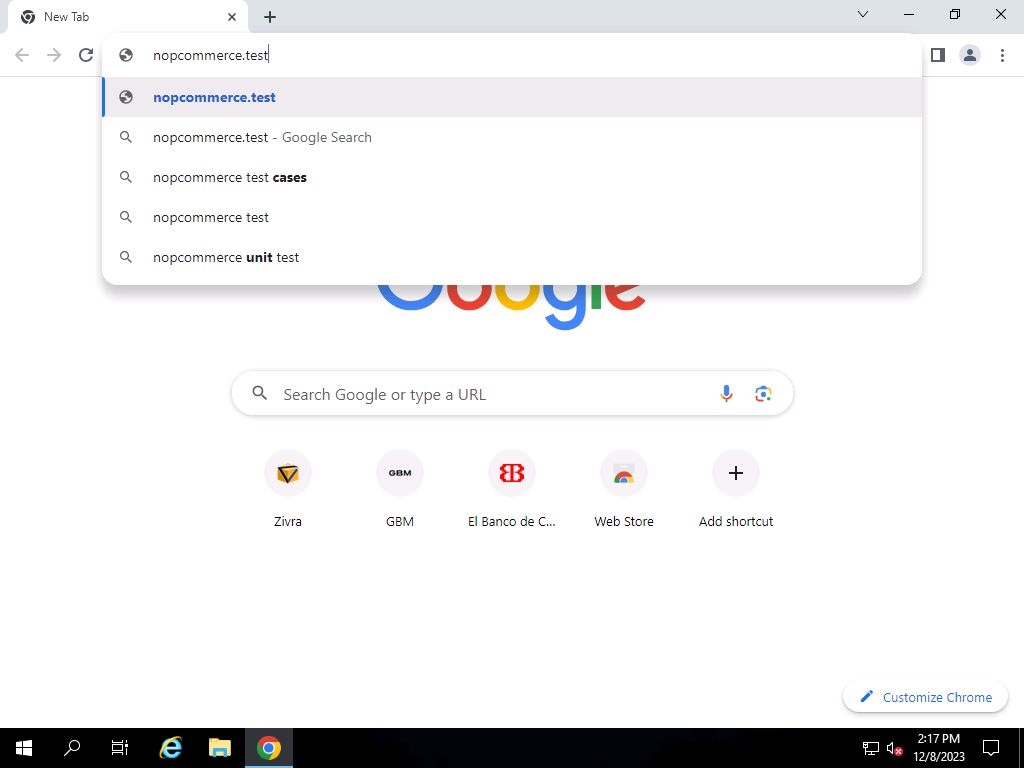 New Tab
nopcommerce.test
nopcommerce.test
nopcommerce.test - Google Search
nopcommerce test cases
nopcommerce test
nopcommerce unit test
Google
Search Google or type a URL
GBM
Zivra
GBM
El Banco de C...
Web Store
Add shortcut
Customize Chrome
2:17 PM
12/8/2023